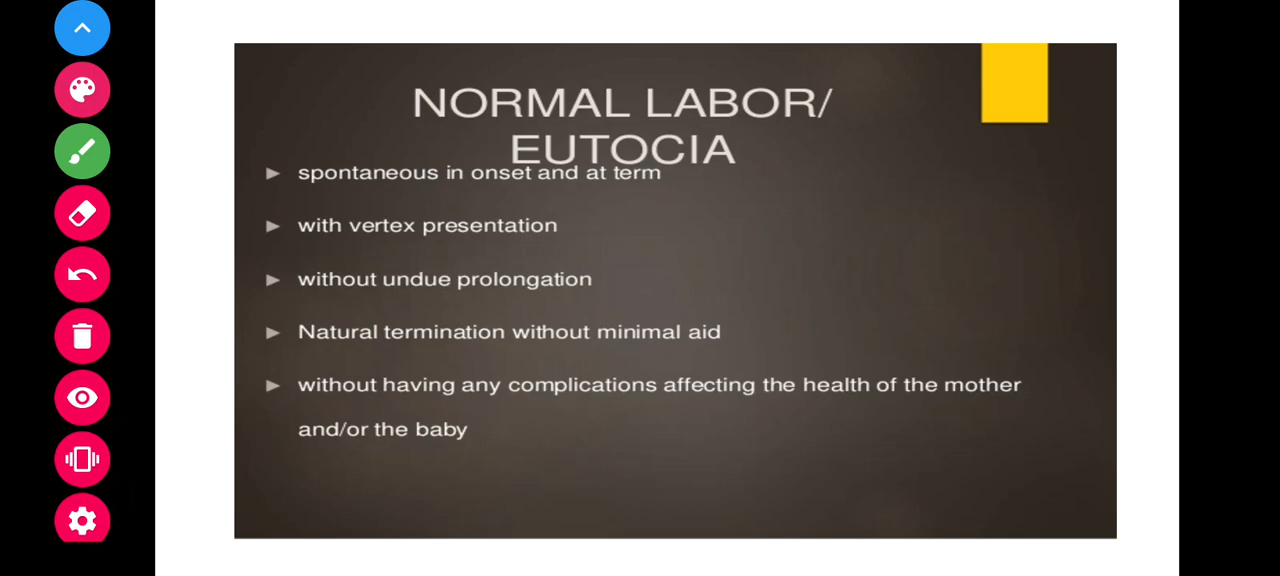 NORMAL LABOR/
EUTOCIA
spontaneous in onset and at term
with vertex presentation
without undue prolongation
Natural termination without minimal aid
without having any complications affecting the health of the mother
and/or the baby